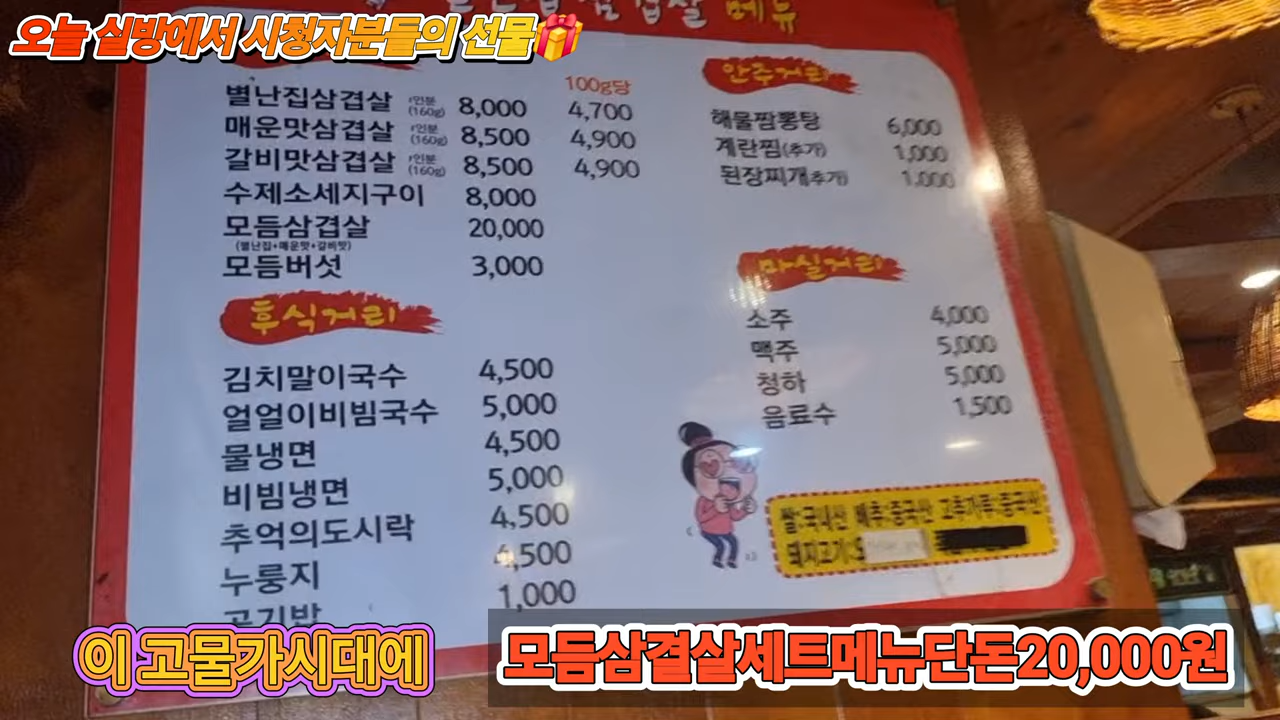 오늘 실방에서 시청자분들의 선물🎁
삼겹살 메뉴
100g당
별난집삼겹살 1인분 (160g) 8,000 4,700
매운맛삼겹살 1인분 (160g) 8,500 4,900
갈비맛삼겹살 1인분 (160g) 8,500 4,900
수제소세지구이 8,000
모듬삼겹살 20,000
(별난집+매운맛+갈비맛)
모듬버섯 3,000
후식거리
김치말이국수 4,500
얼얼이비빔국수 5,000
물냉면 4,500
비빔냉면 5,000
추억의도시락 4,500
누룽지 4,500
공기밥 1,000
안주거리
해물짬뽕탕 6,000
계란찜(추가) 1,000
된장찌개(추가) 1,000
마실거리
소주 4,000
맥주 5,000
청하 5,000
음료수 1,500
쌀:국내산 배추:중국산 고추가루:중국산
돼지고기:
이 고물가시대에
모듬삼결살세트메뉴단돈20,000원